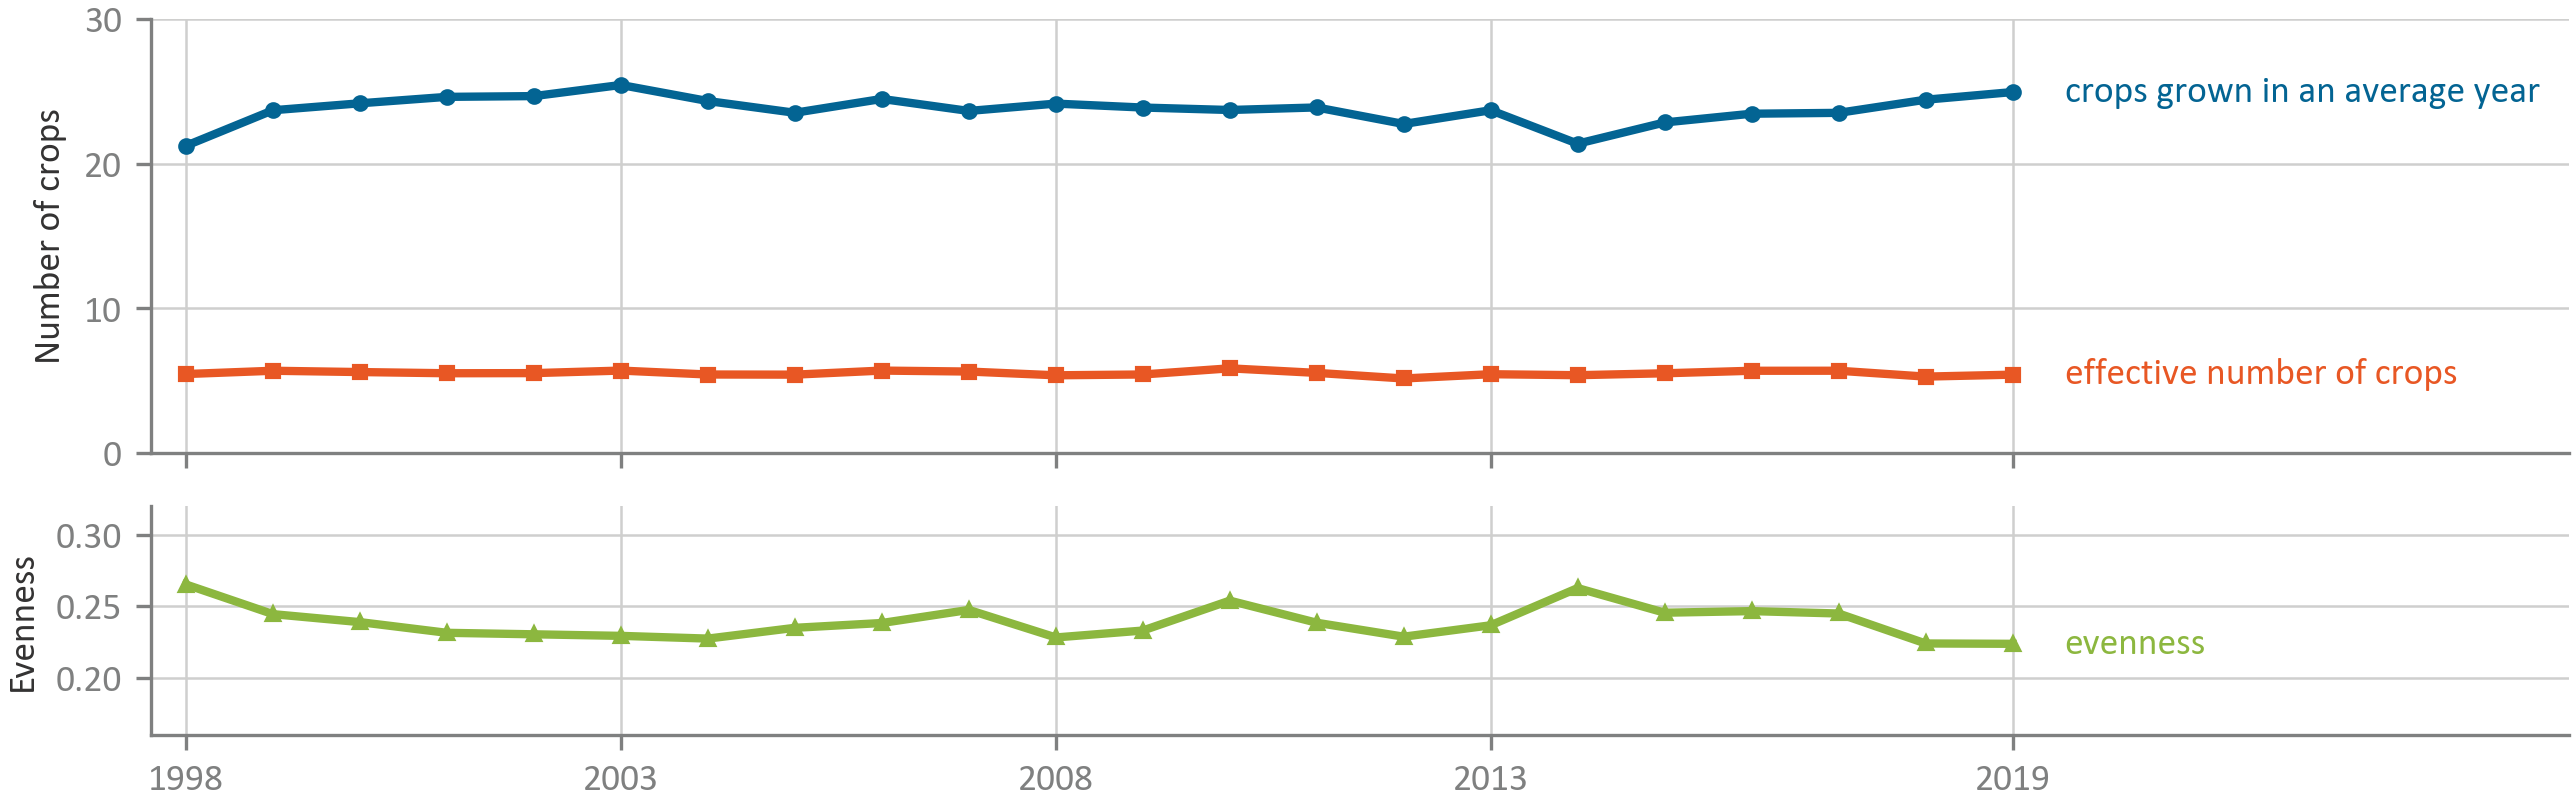 30
20
10
0
Number of crops
crops grown in an average year
effective number of crops
0.30
0.25
0.20
Evenness
evenness
1998
2003
2008
2013
2019